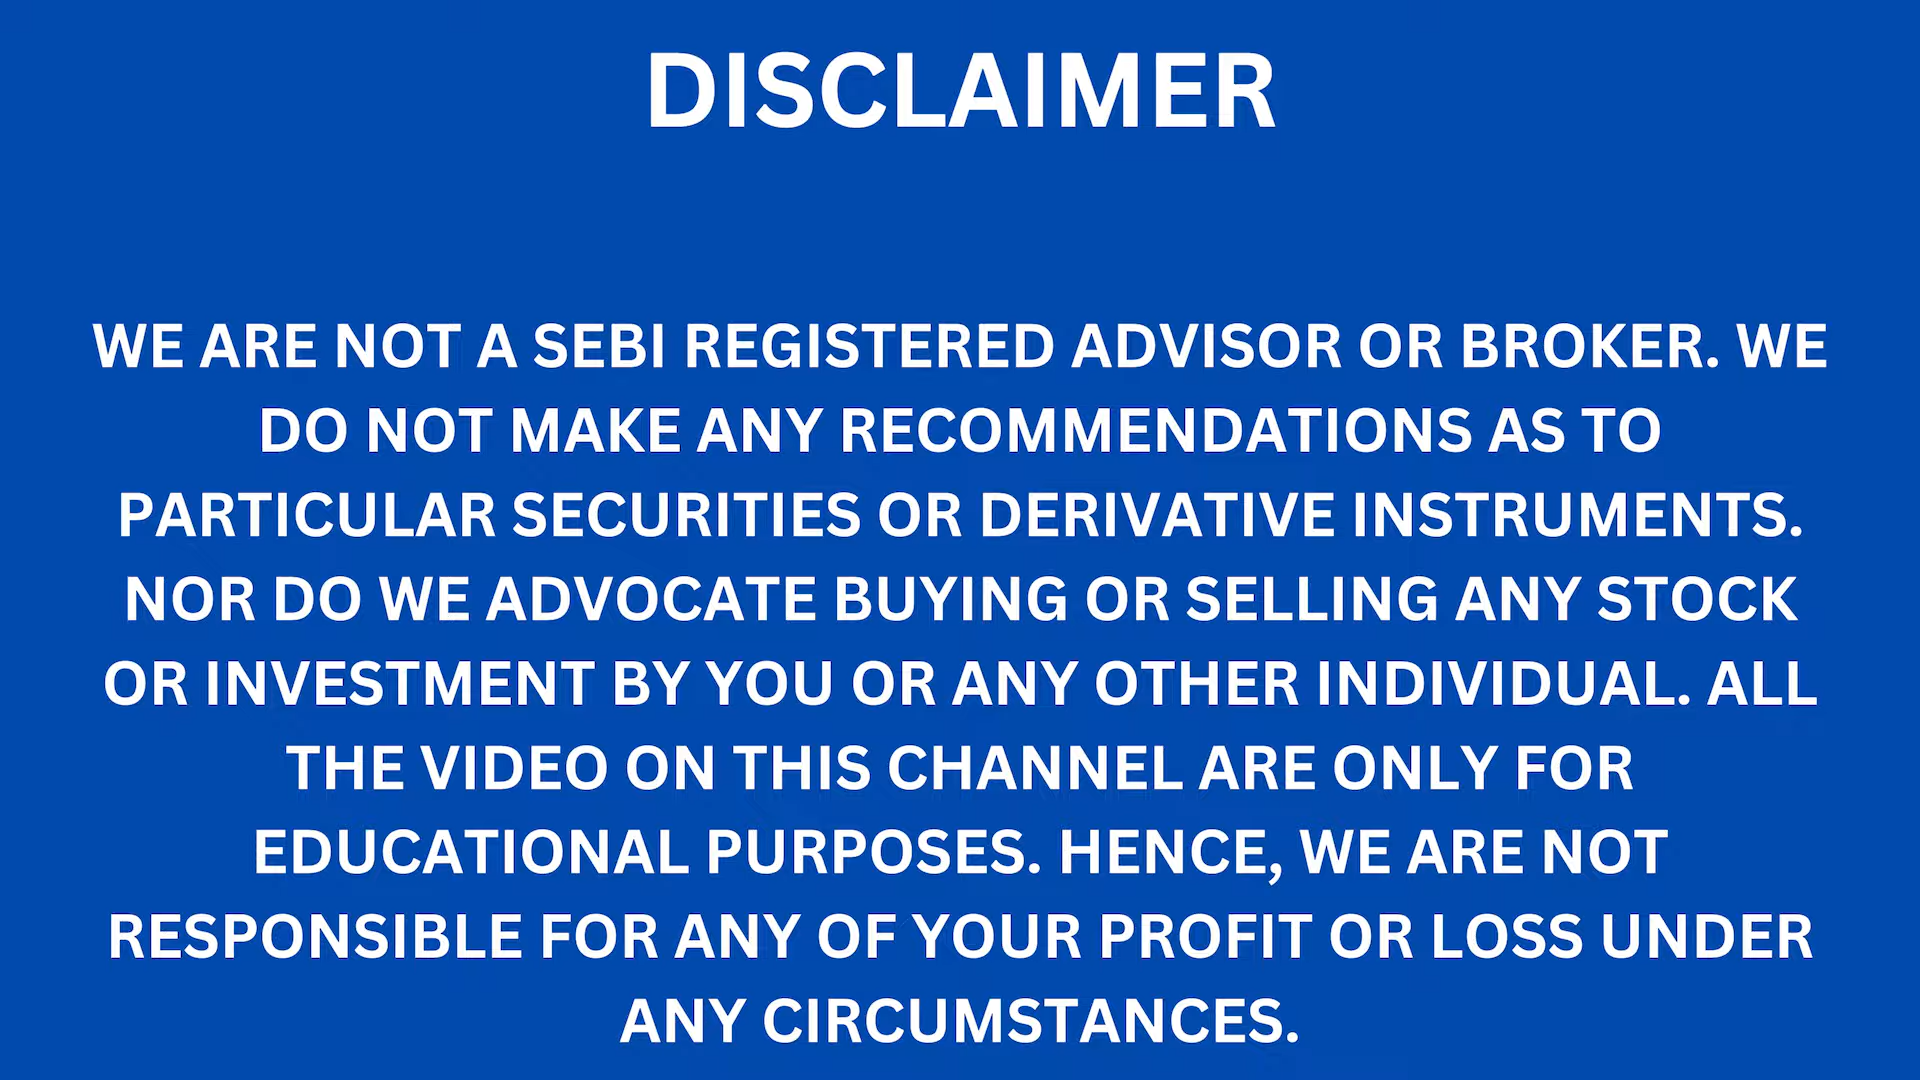 DISCLAIMER
WE ARE NOT A SEBI REGISTERED ADVISOR OR BROKER. WE
DO NOT MAKE ANY RECOMMENDATIONS AS TO
PARTICULAR SECURITIES OR DERIVATIVE INSTRUMENTS.
NOR DO WE ADVOCATE BUYING OR SELLING ANY STOCK
OR INVESTMENT BY YOU OR ANY OTHER INDIVIDUAL. ALL
THE VIDEO ON THIS CHANNEL ARE ONLY FOR
EDUCATIONAL PURPOSES. HENCE, WE ARE NOT
RESPONSIBLE FOR ANY OF YOUR PROFIT OR LOSS UNDER
ANY CIRCUMSTANCES.